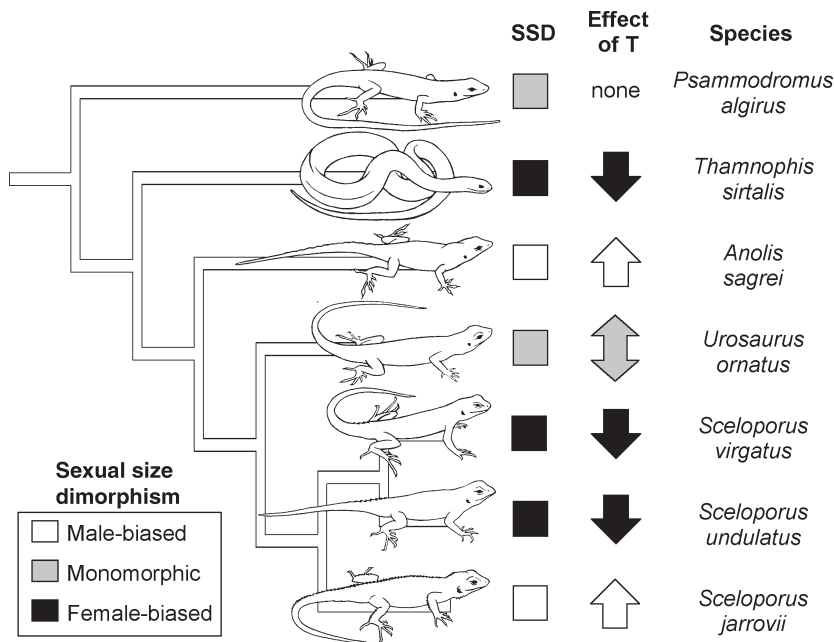 SSD
Effect
of T
Species
none
Psammodromus
algirus
Thamnophis
sirtalis
Anolis
sagrei
Urosaurus
ornatus
Sceloporus
virgatus
Sceloporus
undulatus
Sceloporus
jarrovii
Sexual size
dimorphism
Male-biased
Monomorphic
Female-biased